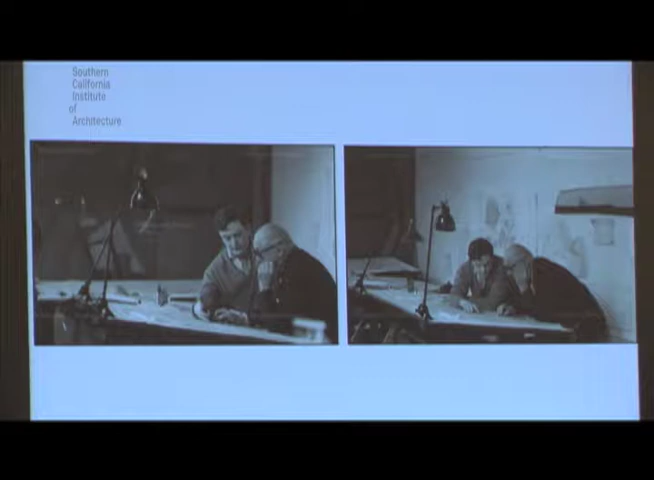 Southern
California
Institute
of
Architecture